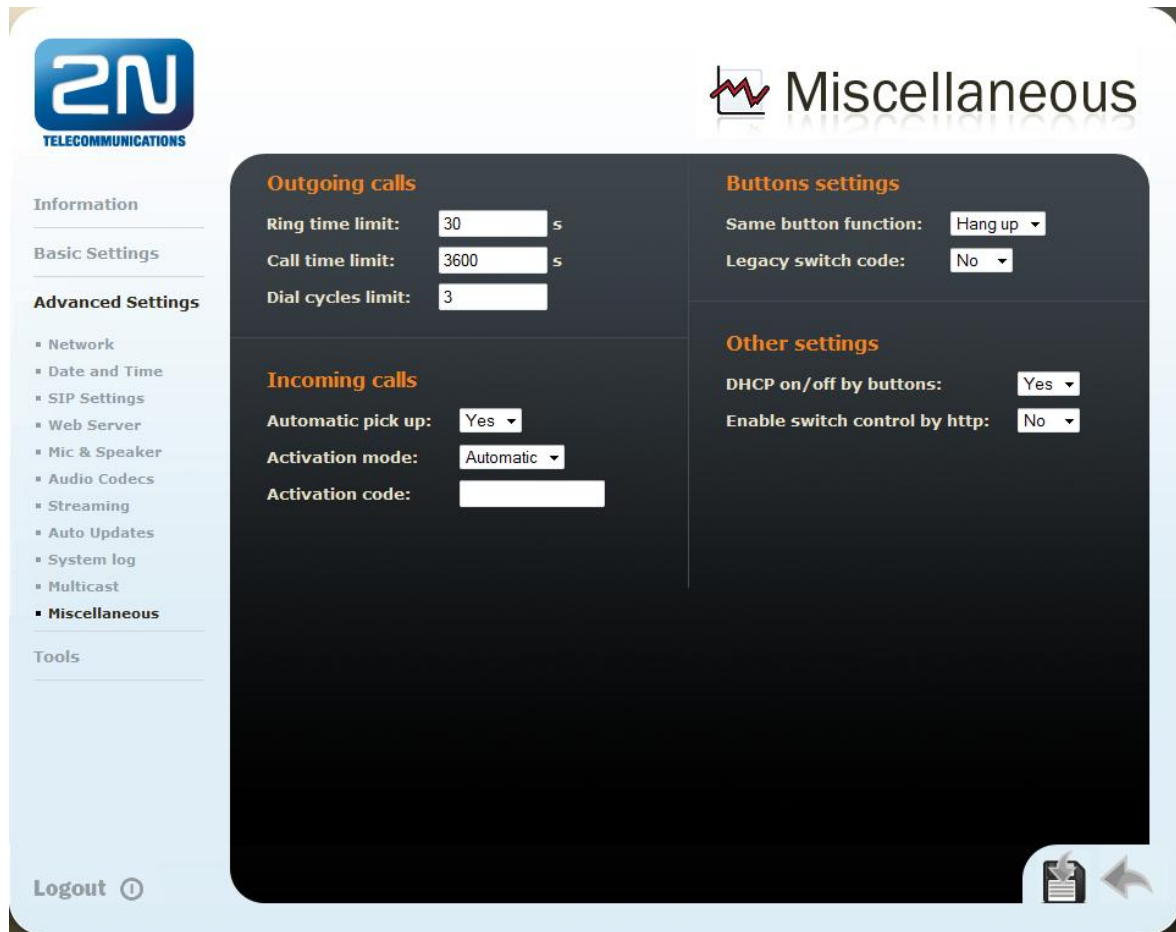 2N
TELECOMMUNICATIONS
Miscellaneous
Information
Basic Settings
Advanced Settings
Network
Date and Time
SIP Settings
Web Server
Mic & Speaker
Audio Codecs
Streaming
Auto Updates
System log
Multicast
Miscellaneous
Tools
Logout
Outgoing calls
Ring time limit: 30 s
Call time limit: 3600 s
Dial cycles limit: 3
Incoming calls
Automatic pick up: Yes
Activation mode: Automatic
Activation code:
Buttons settings
Same button function: Hang up
Legacy switch code: No
Other settings
DHCP on/off by buttons: Yes
Enable switch control by http: No